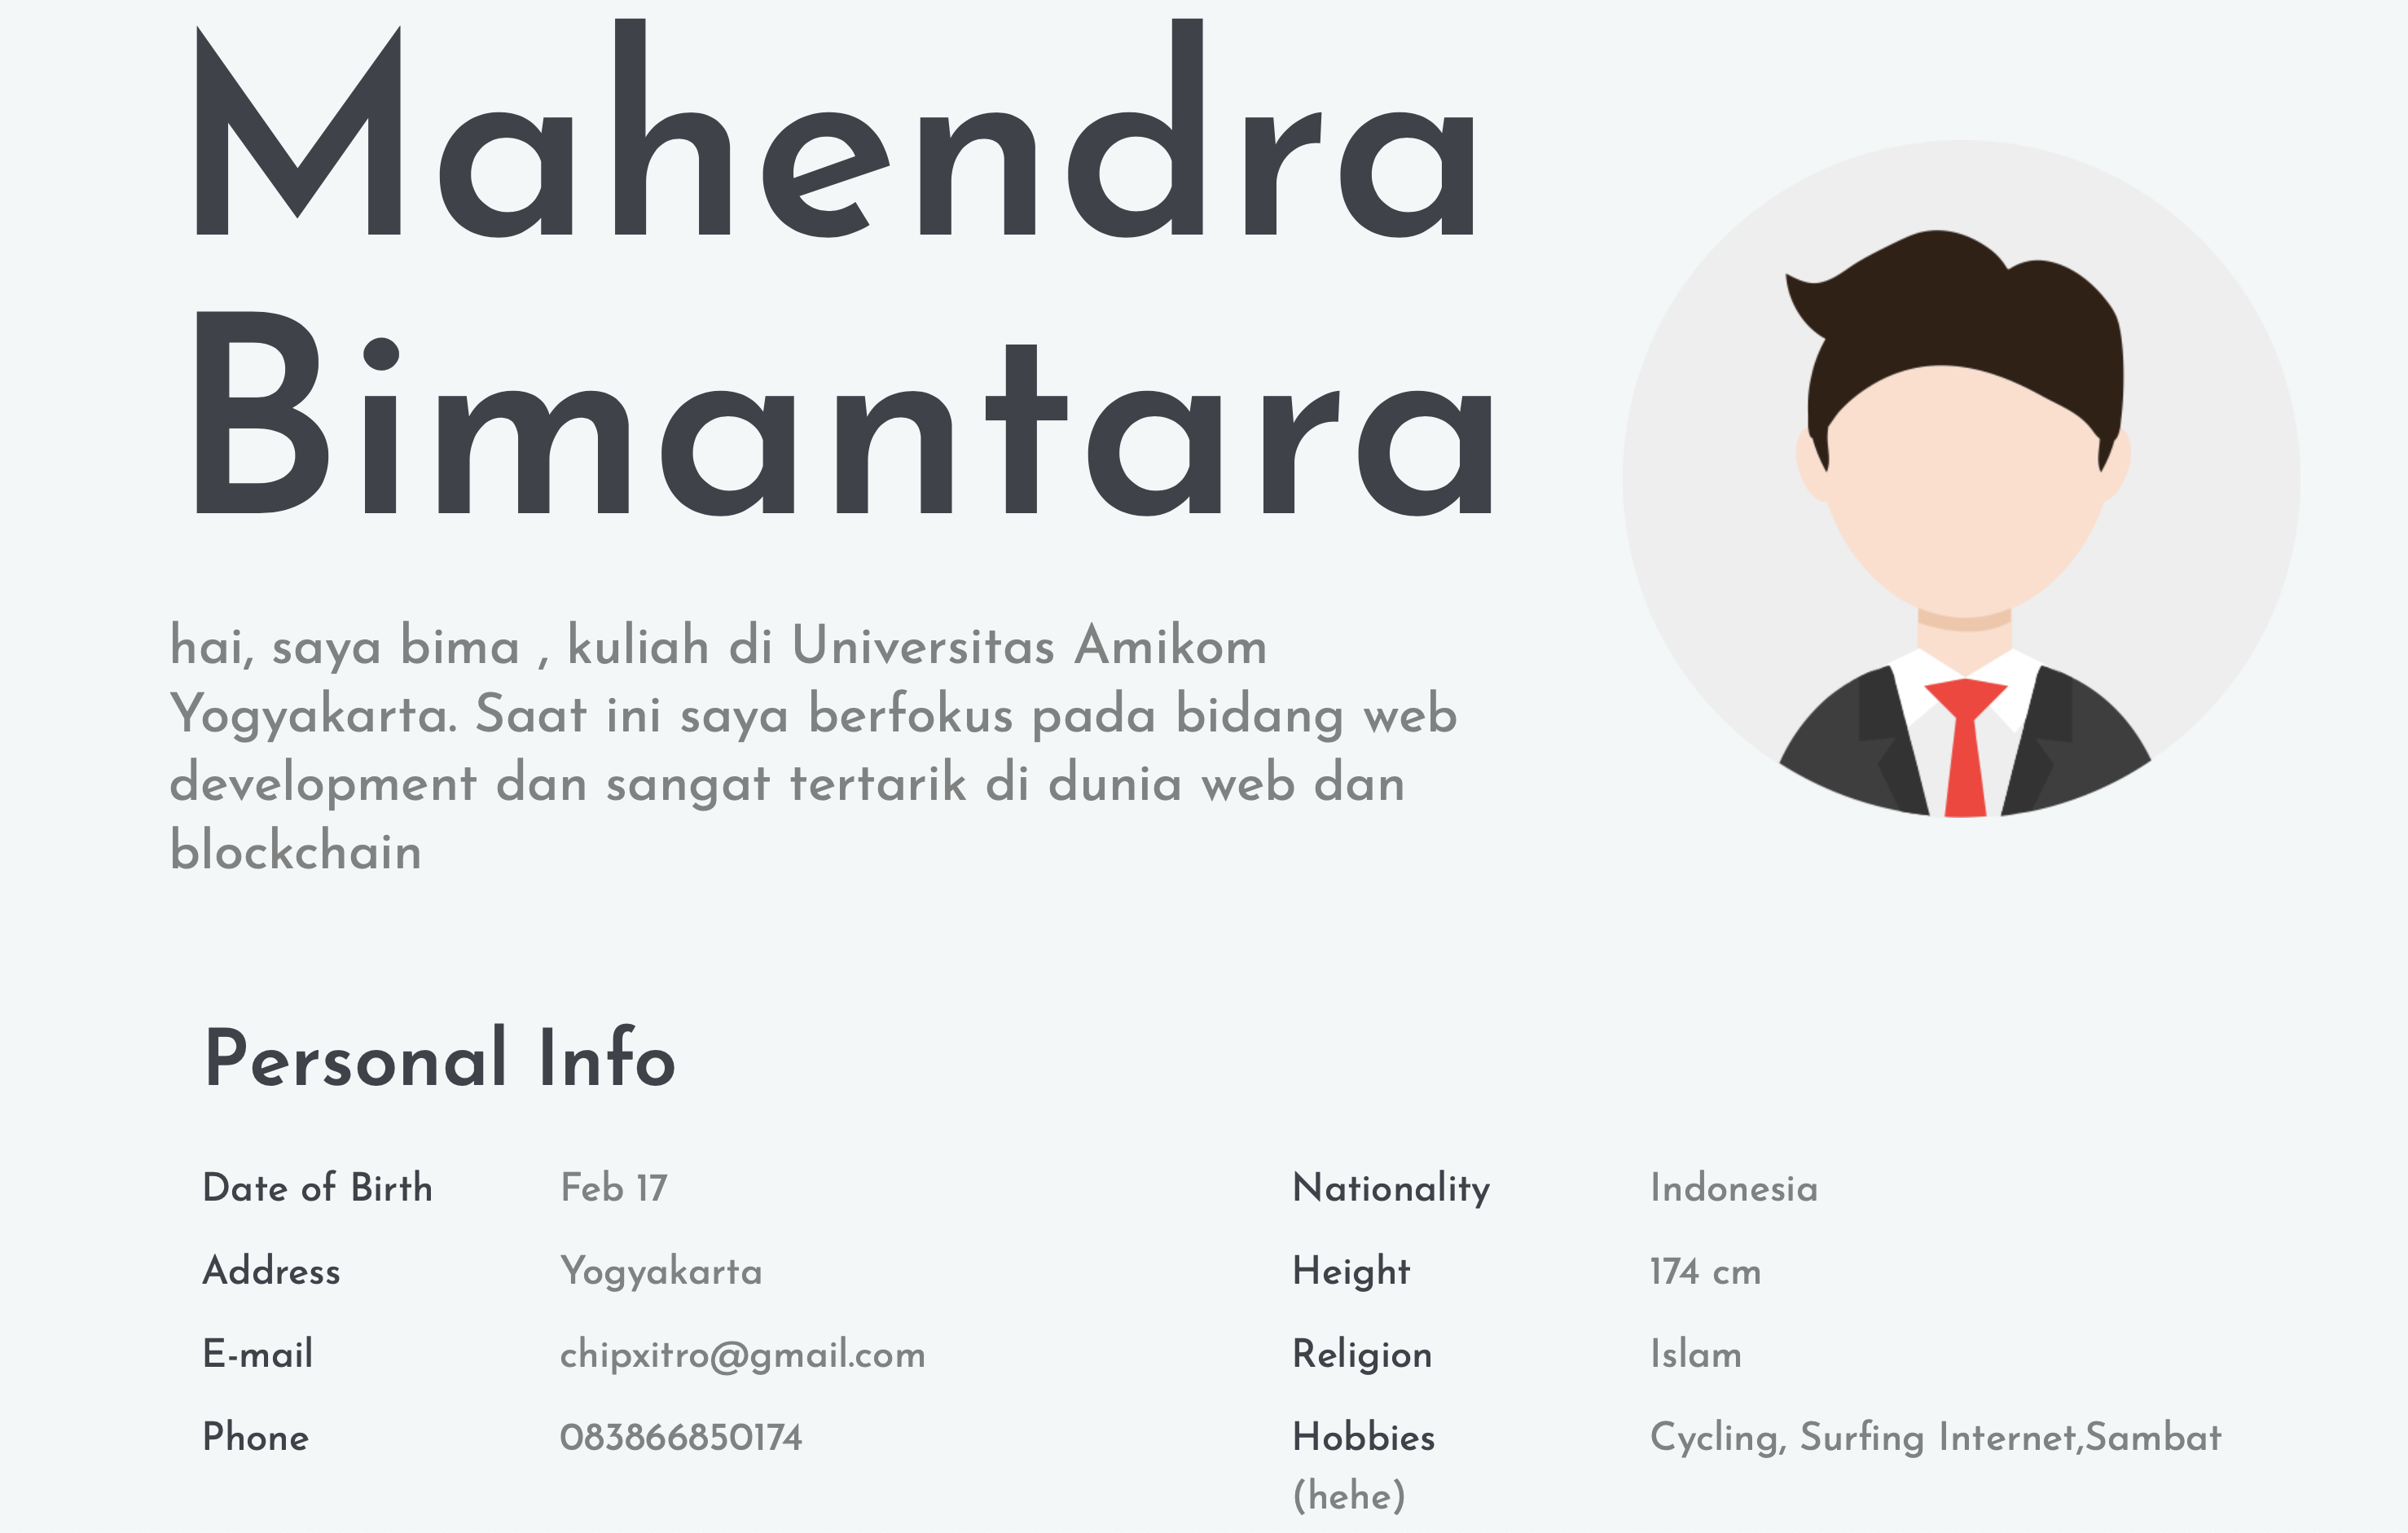 Mahendra
Bimantara
hai, saya bima , kuliah di Universitas Amikom
Yogyakarta. Saat ini saya berfokus pada bidang web
development dan sangat tertarik di dunia web dan
blockchain
Personal Info
Date of Birth Feb 17
Address Yogyakarta
E-mail chipxitro@gmail.com
Phone 083866850174
Nationality Indonesia
Height 174 cm
Religion Islam
Hobbies Cycling, Surfing Internet,Sambat
(hehe)